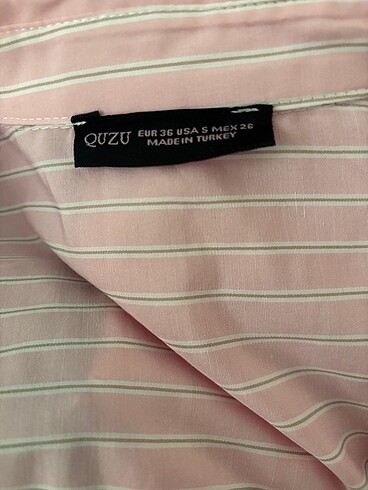 QUZU EUR 36 USA S MEX 26
MADE IN TURKEY